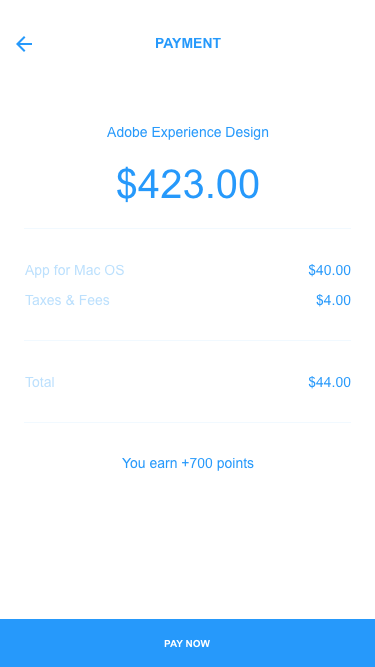 PAYMENT
Adobe Experience Design
$423.00
App for Mac OS $40.00
Taxes & Fees $4.00
Total $44.00
You earn +700 points
PAY NOW